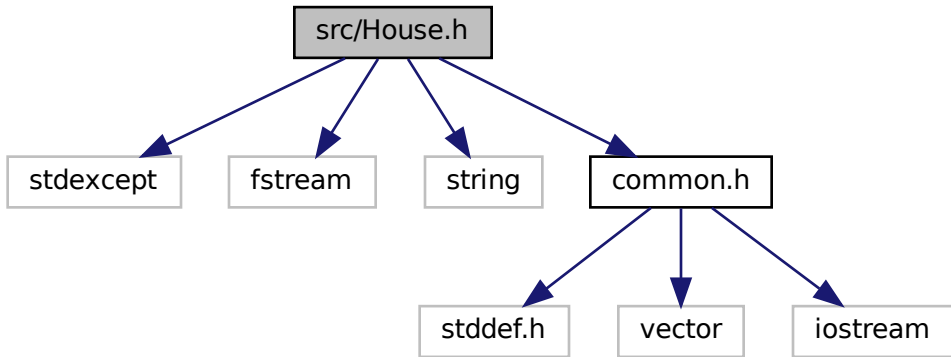 src/House.h
stdexcept
fstream
string
common.h
stddef.h
vector
iostream